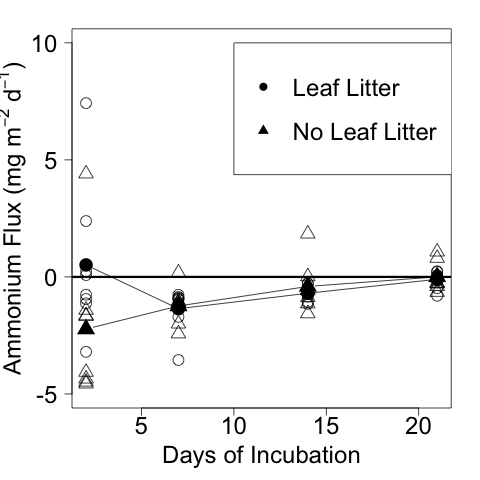 Ammonium Flux (mg m⁻² d⁻¹)
10
5
0
-5
Leaf Litter
No Leaf Litter
5
10
15
20
Days of Incubation